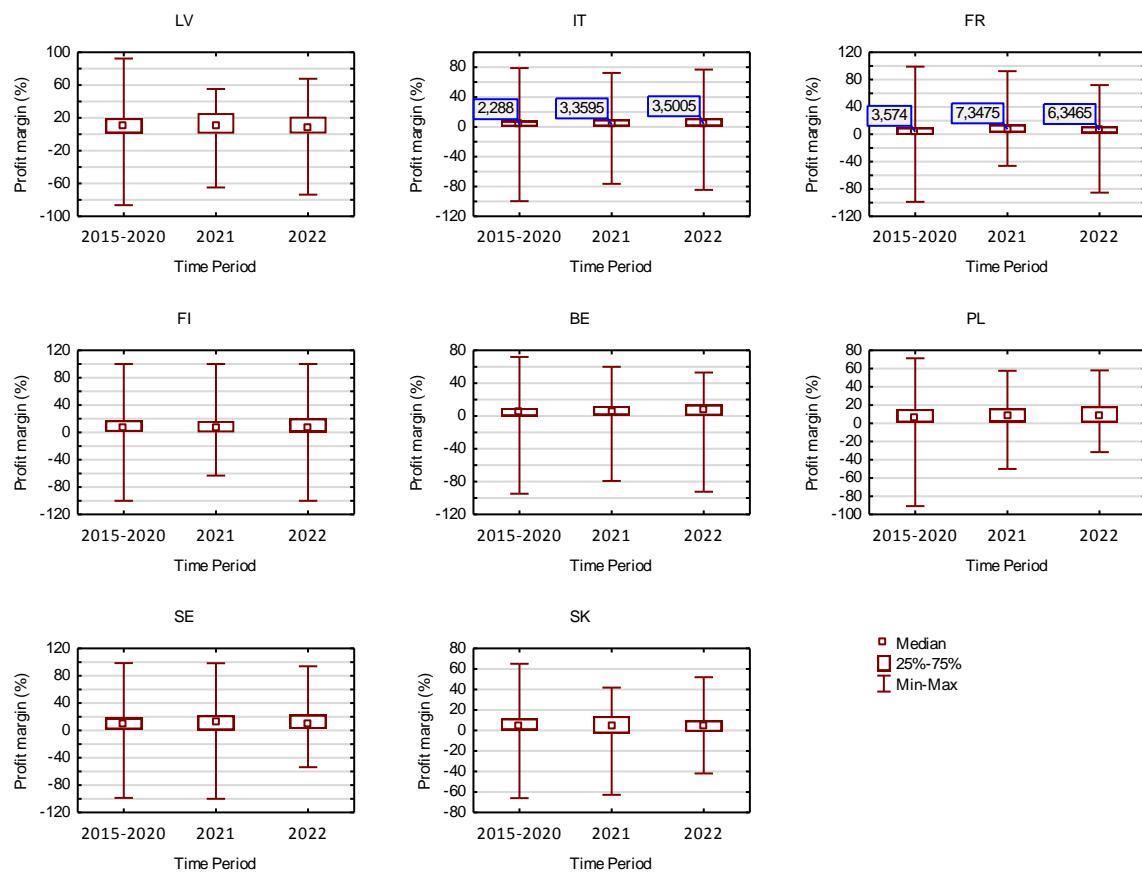 LV
Profit margin (%)
100
60
20
-20
-60
-100
2015-2020 2021 2022
Time Period
IT
Profit margin (%)
120
80
40
0
-40
-80
-120
2,288 3,3595 3,5005
2015-2020 2021 2022
Time Period
FR
Profit margin (%)
120
80
40
0
-40
-80
-120
3,574 7,3475 6,3465
2015-2020 2021 2022
Time Period
FI
Profit margin (%)
120
80
40
0
-40
-80
-120
2015-2020 2021 2022
Time Period
BE
Profit margin (%)
80
40
0
-40
-80
-120
2015-2020 2021 2022
Time Period
PL
Profit margin (%)
80
60
40
20
0
-20
-40
-60
-80
-100
2015-2020 2021 2022
Time Period
SE
Profit margin (%)
120
80
40
0
-40
-80
-120
2015-2020 2021 2022
Time Period
SK
Profit margin (%)
80
60
40
20
0
-20
-40
-60
-80
2015-2020 2021 2022
Time Period
Median
25%-75%
Min-Max